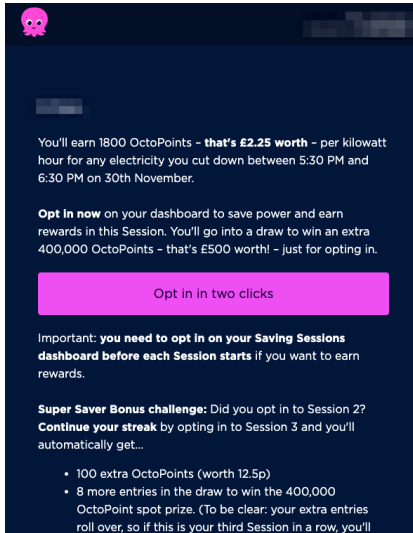 You'll earn 1800 OctoPoints – that's £2.25 worth – per kilowatt
hour for any electricity you cut down between 5:30 PM and
6:30 PM on 30th November.
Opt in now on your dashboard to save power and earn
rewards in this Session. You'll go into a draw to win an extra
400,000 OctoPoints – that's £500 worth! – just for opting in.
Opt in in two clicks
Important: you need to opt in on your Saving Sessions
dashboard before each Session starts if you want to earn
rewards.
Super Saver Bonus challenge: Did you opt in to Session 2?
Continue your streak by opting in to Session 3 and you'll
automatically get...
• 100 extra OctoPoints (worth 12.5p)
• 8 more entries in the draw to win the 400,000
OctoPoint spot prize. (To be clear: your extra entries
roll over, so if this is your third Session in a row, you'll